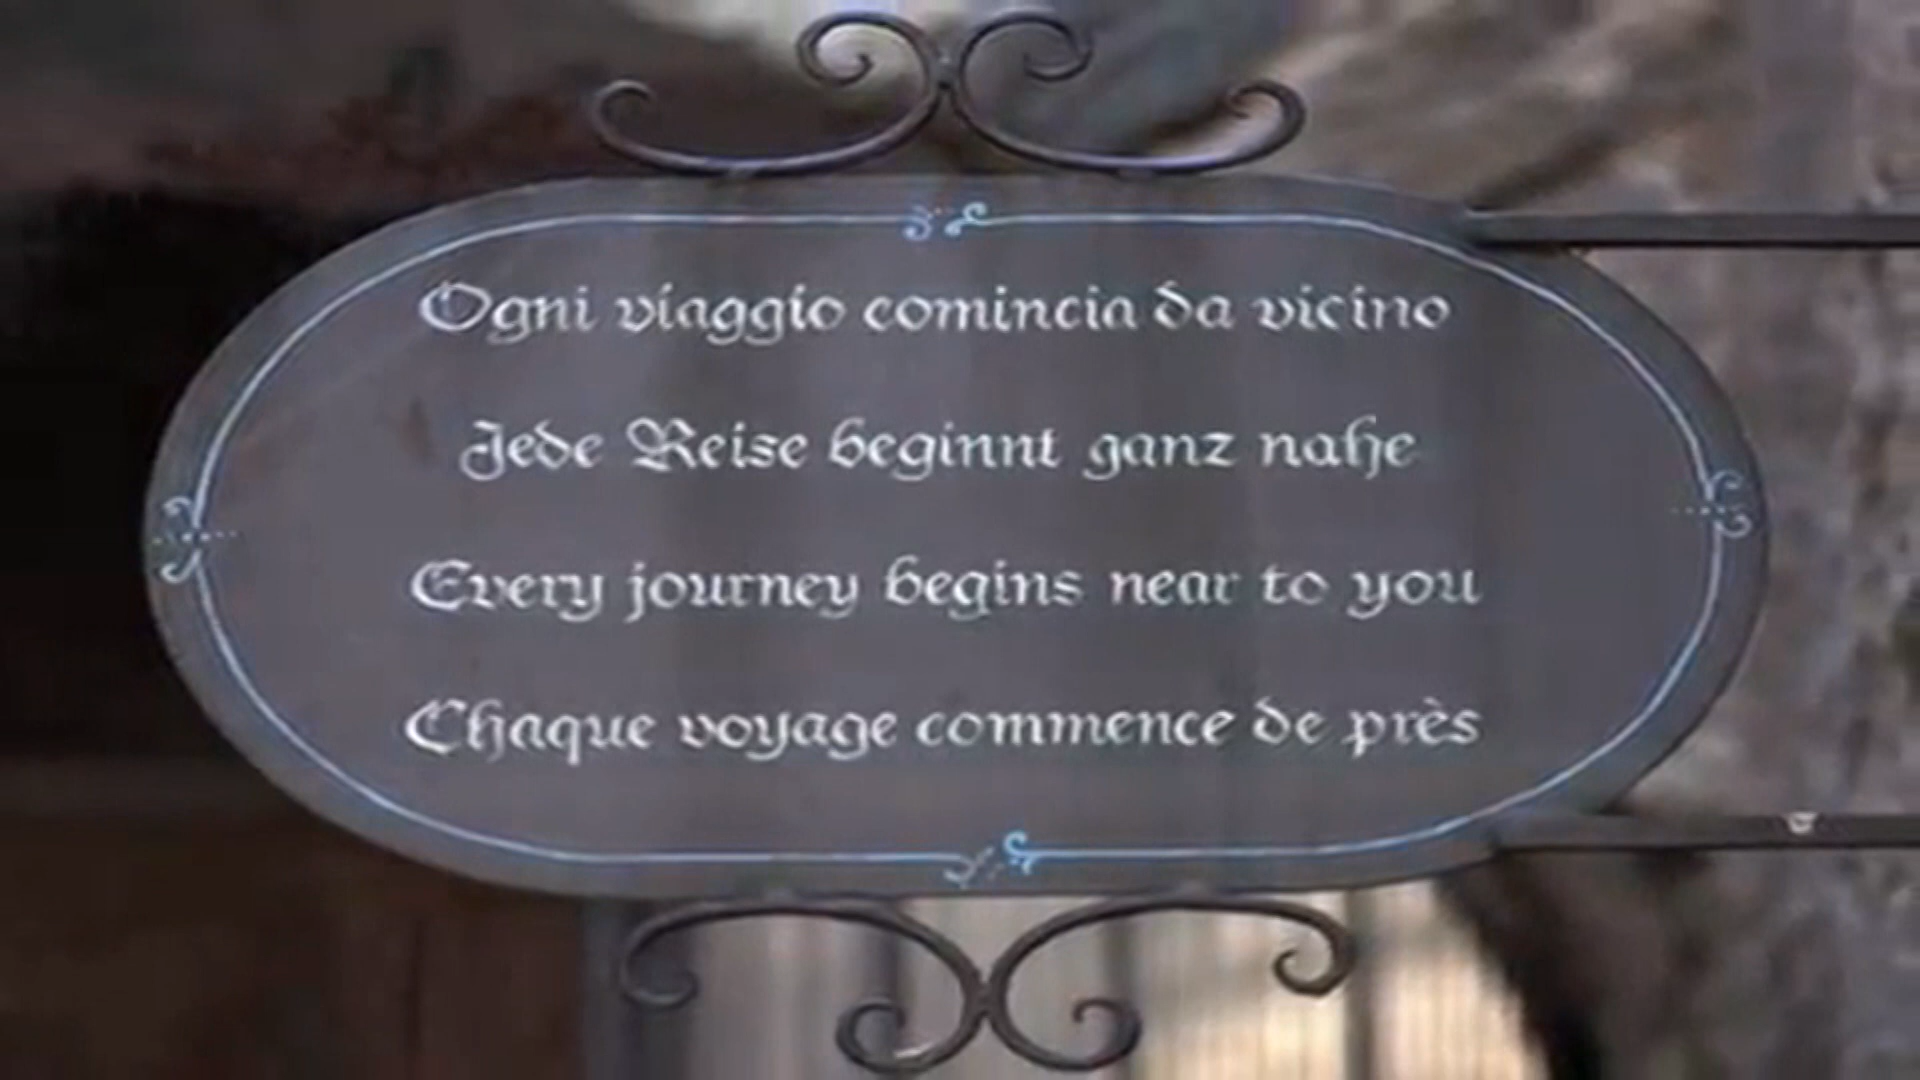 Ogni viaggio comincia da vicino
Jede Reise beginnt ganz nahe
Every journey begins near to you
Chaque voyage commence de près